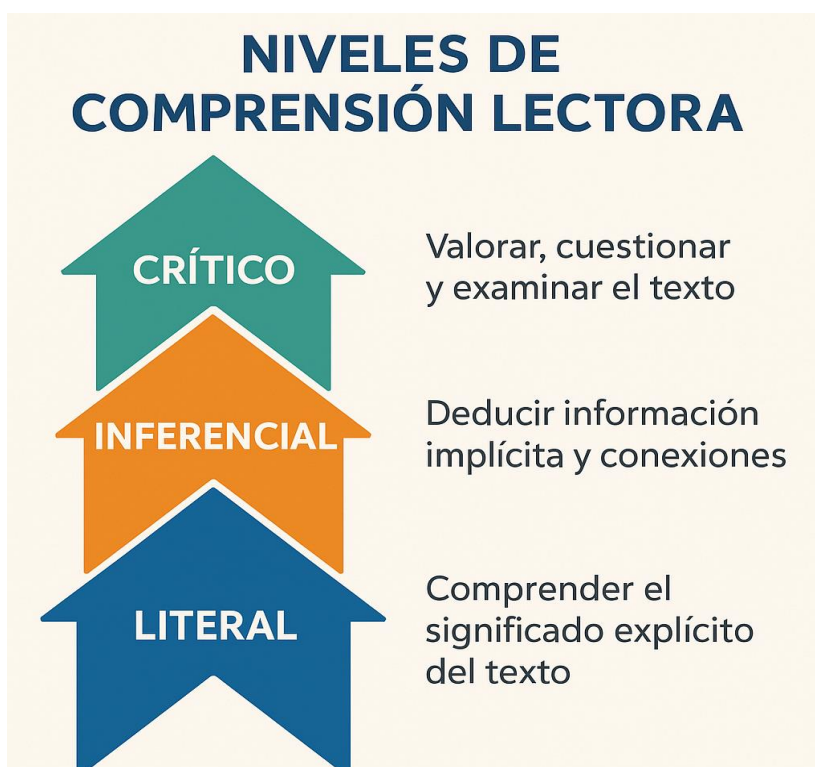 NIVELES DE
COMPRENSIÓN LECTORA
CRÍTICO
Valorar, cuestionar
y examinar el texto
INFERENCIAL
Deducir información
implícita y conexiones
LITERAL
Comprender el
significado explícito
del texto